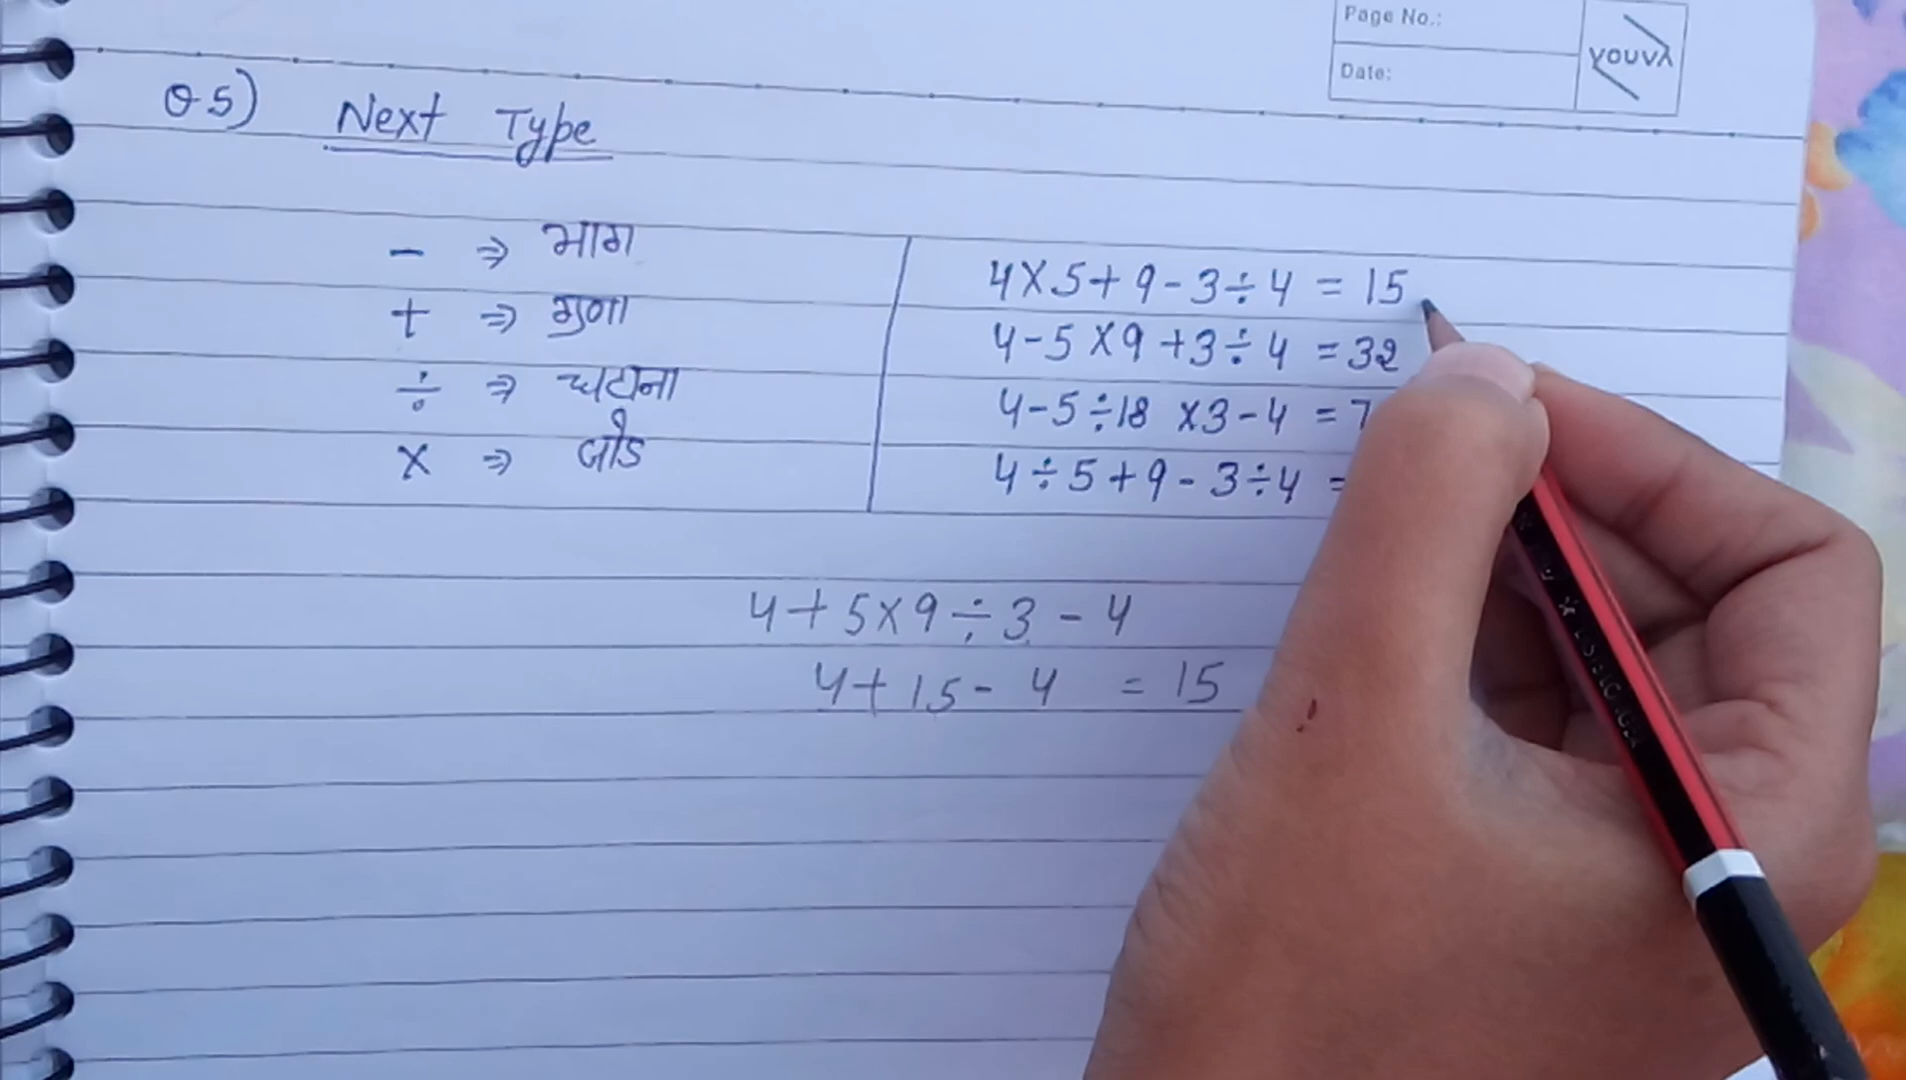 Page No.:
Date:
YOUVA
Q5) Next Type
- ⇒ भाग
+ ⇒ गुणा
÷ ⇒ घटाना
× ⇒ जोड
4×5+9-3÷4 = 15
4-5×9+3÷4 = 32
4-5÷18×3-4 = 7
4÷5+9-3÷4 =
4+5×9÷3-4
4+15-4 = 15